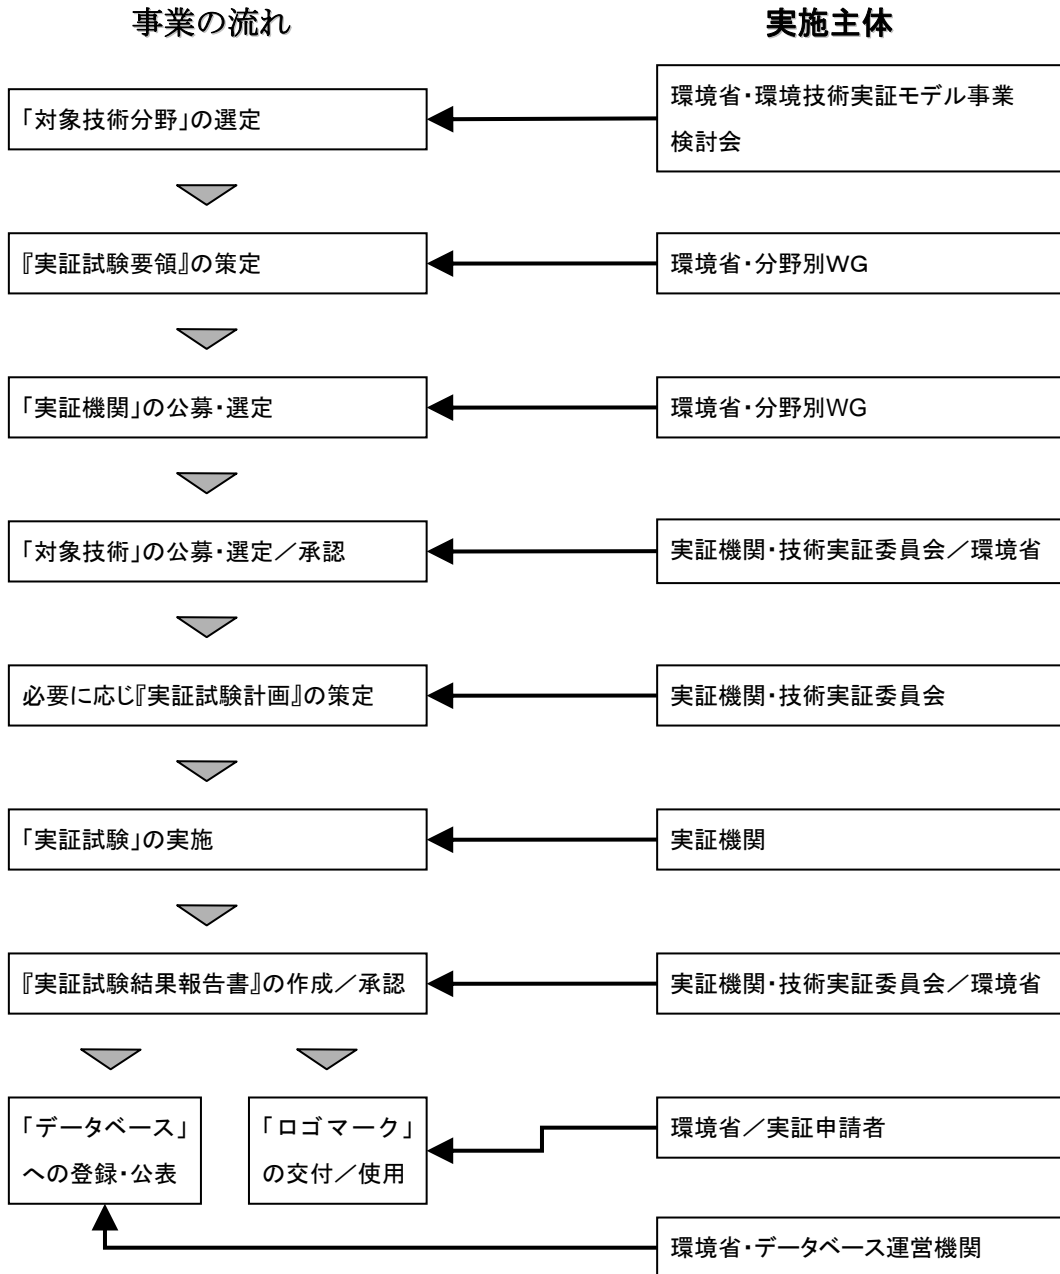 事業の流れ
実施主体
「対象技術分野」の選定
環境省・環境技術実証モデル事業
検討会
『実証試験要領』の策定
環境省・分野別WG
「実証機関」の公募・選定
環境省・分野別WG
「対象技術」の公募・選定／承認
実証機関・技術実証委員会／環境省
必要に応じ『実証試験計画』の策定
実証機関・技術実証委員会
「実証試験」の実施
実証機関
『実証試験結果報告書』の作成／承認
実証機関・技術実証委員会／環境省
「データベース」
への登録・公表
「ロゴマーク」
の交付／使用
環境省／実証申請者
環境省・データベース運営機関